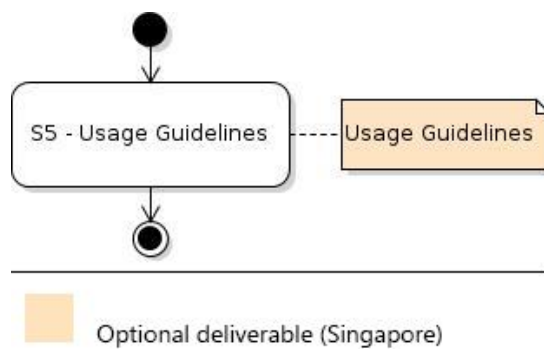 S5 - Usage Guidelines
Usage Guidelines
Optional deliverable (Singapore)